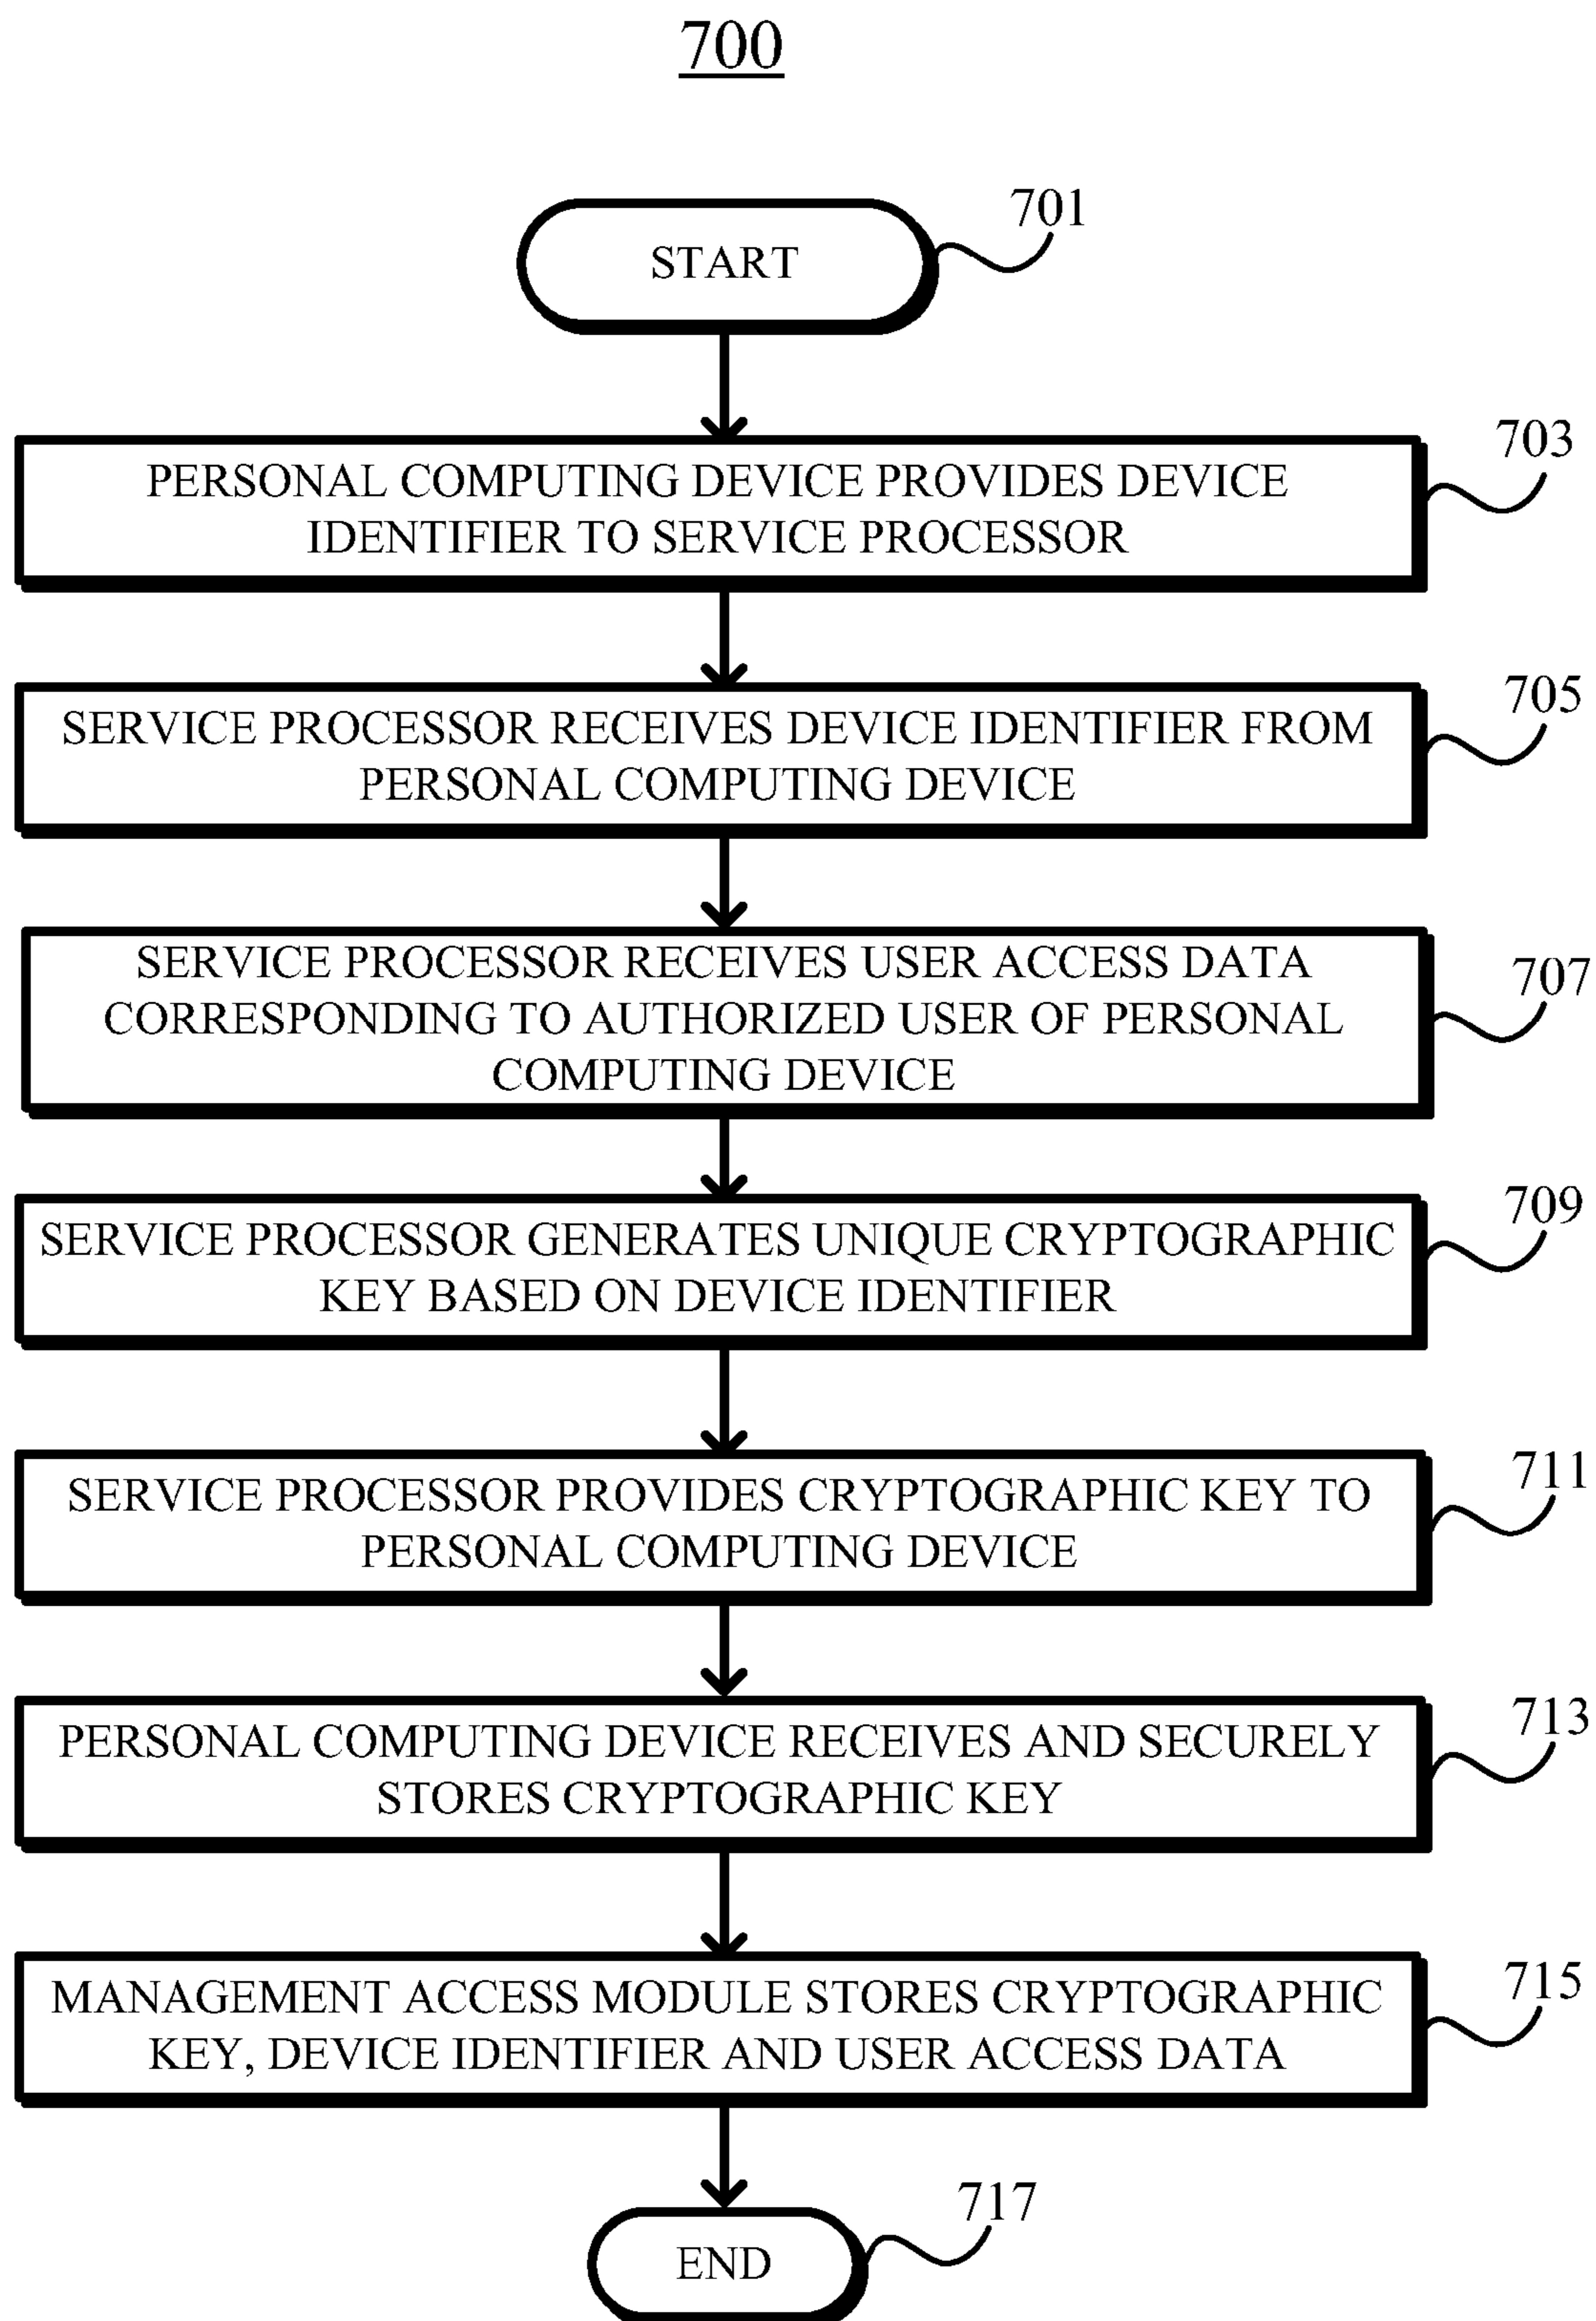 700
START
701
PERSONAL COMPUTING DEVICE PROVIDES DEVICE
IDENTIFIER TO SERVICE PROCESSOR
703
SERVICE PROCESSOR RECEIVES DEVICE IDENTIFIER FROM
PERSONAL COMPUTING DEVICE
705
SERVICE PROCESSOR RECEIVES USER ACCESS DATA
CORRESPONDING TO AUTHORIZED USER OF PERSONAL
COMPUTING DEVICE
707
SERVICE PROCESSOR GENERATES UNIQUE CRYPTOGRAPHIC
KEY BASED ON DEVICE IDENTIFIER
709
SERVICE PROCESSOR PROVIDES CRYPTOGRAPHIC KEY TO
PERSONAL COMPUTING DEVICE
711
PERSONAL COMPUTING DEVICE RECEIVES AND SECURELY
STORES CRYPTOGRAPHIC KEY
713
MANAGEMENT ACCESS MODULE STORES CRYPTOGRAPHIC
KEY, DEVICE IDENTIFIER AND USER ACCESS DATA
715
END
717